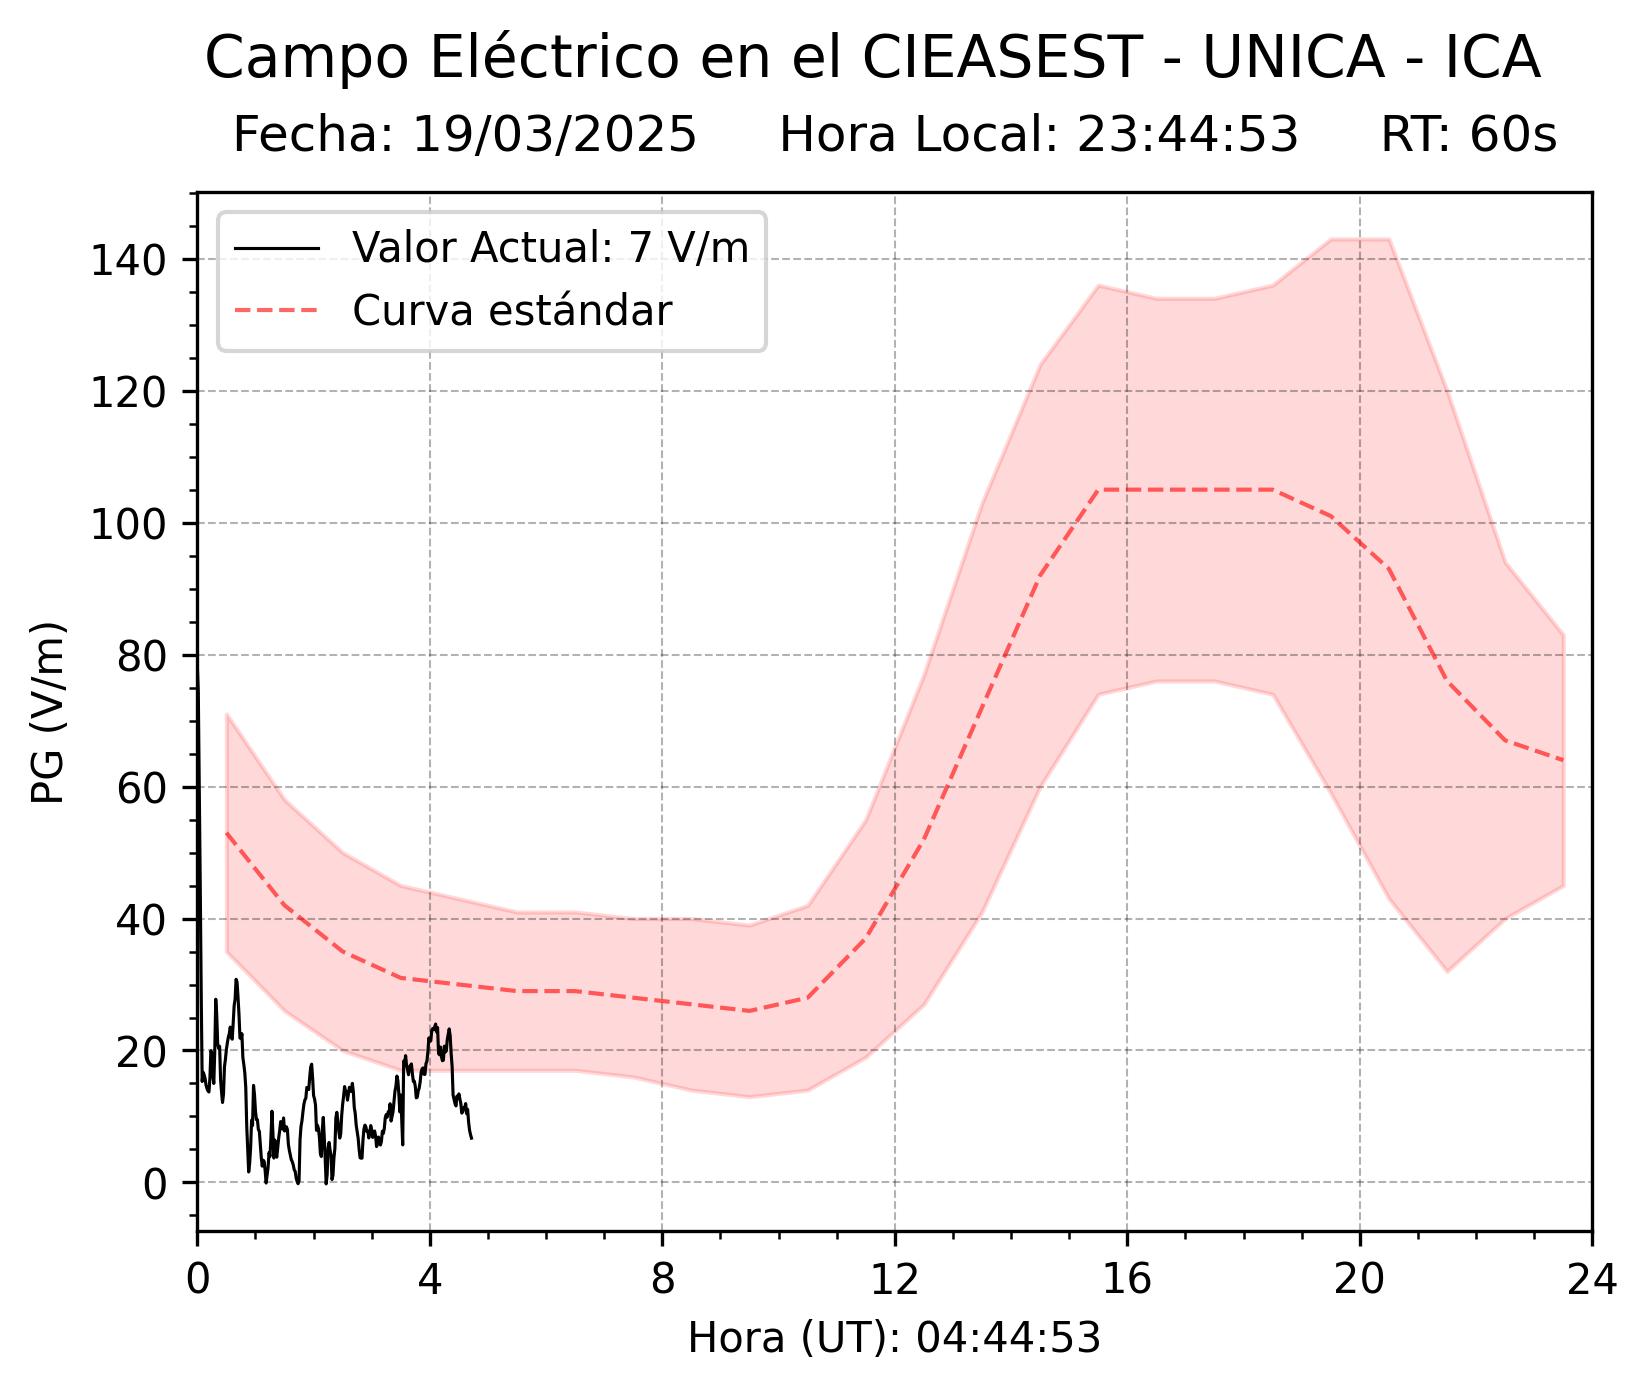 Campo Eléctrico en el CIEASEST - UNICA - ICA
Fecha: 19/03/2025 Hora Local: 23:44:53 RT: 60s
Valor Actual: 7 V/m
Curva estándar
PG (V/m)
140
120
100
80
60
40
20
0
0 4 8 12 16 20 24
Hora (UT): 04:44:53